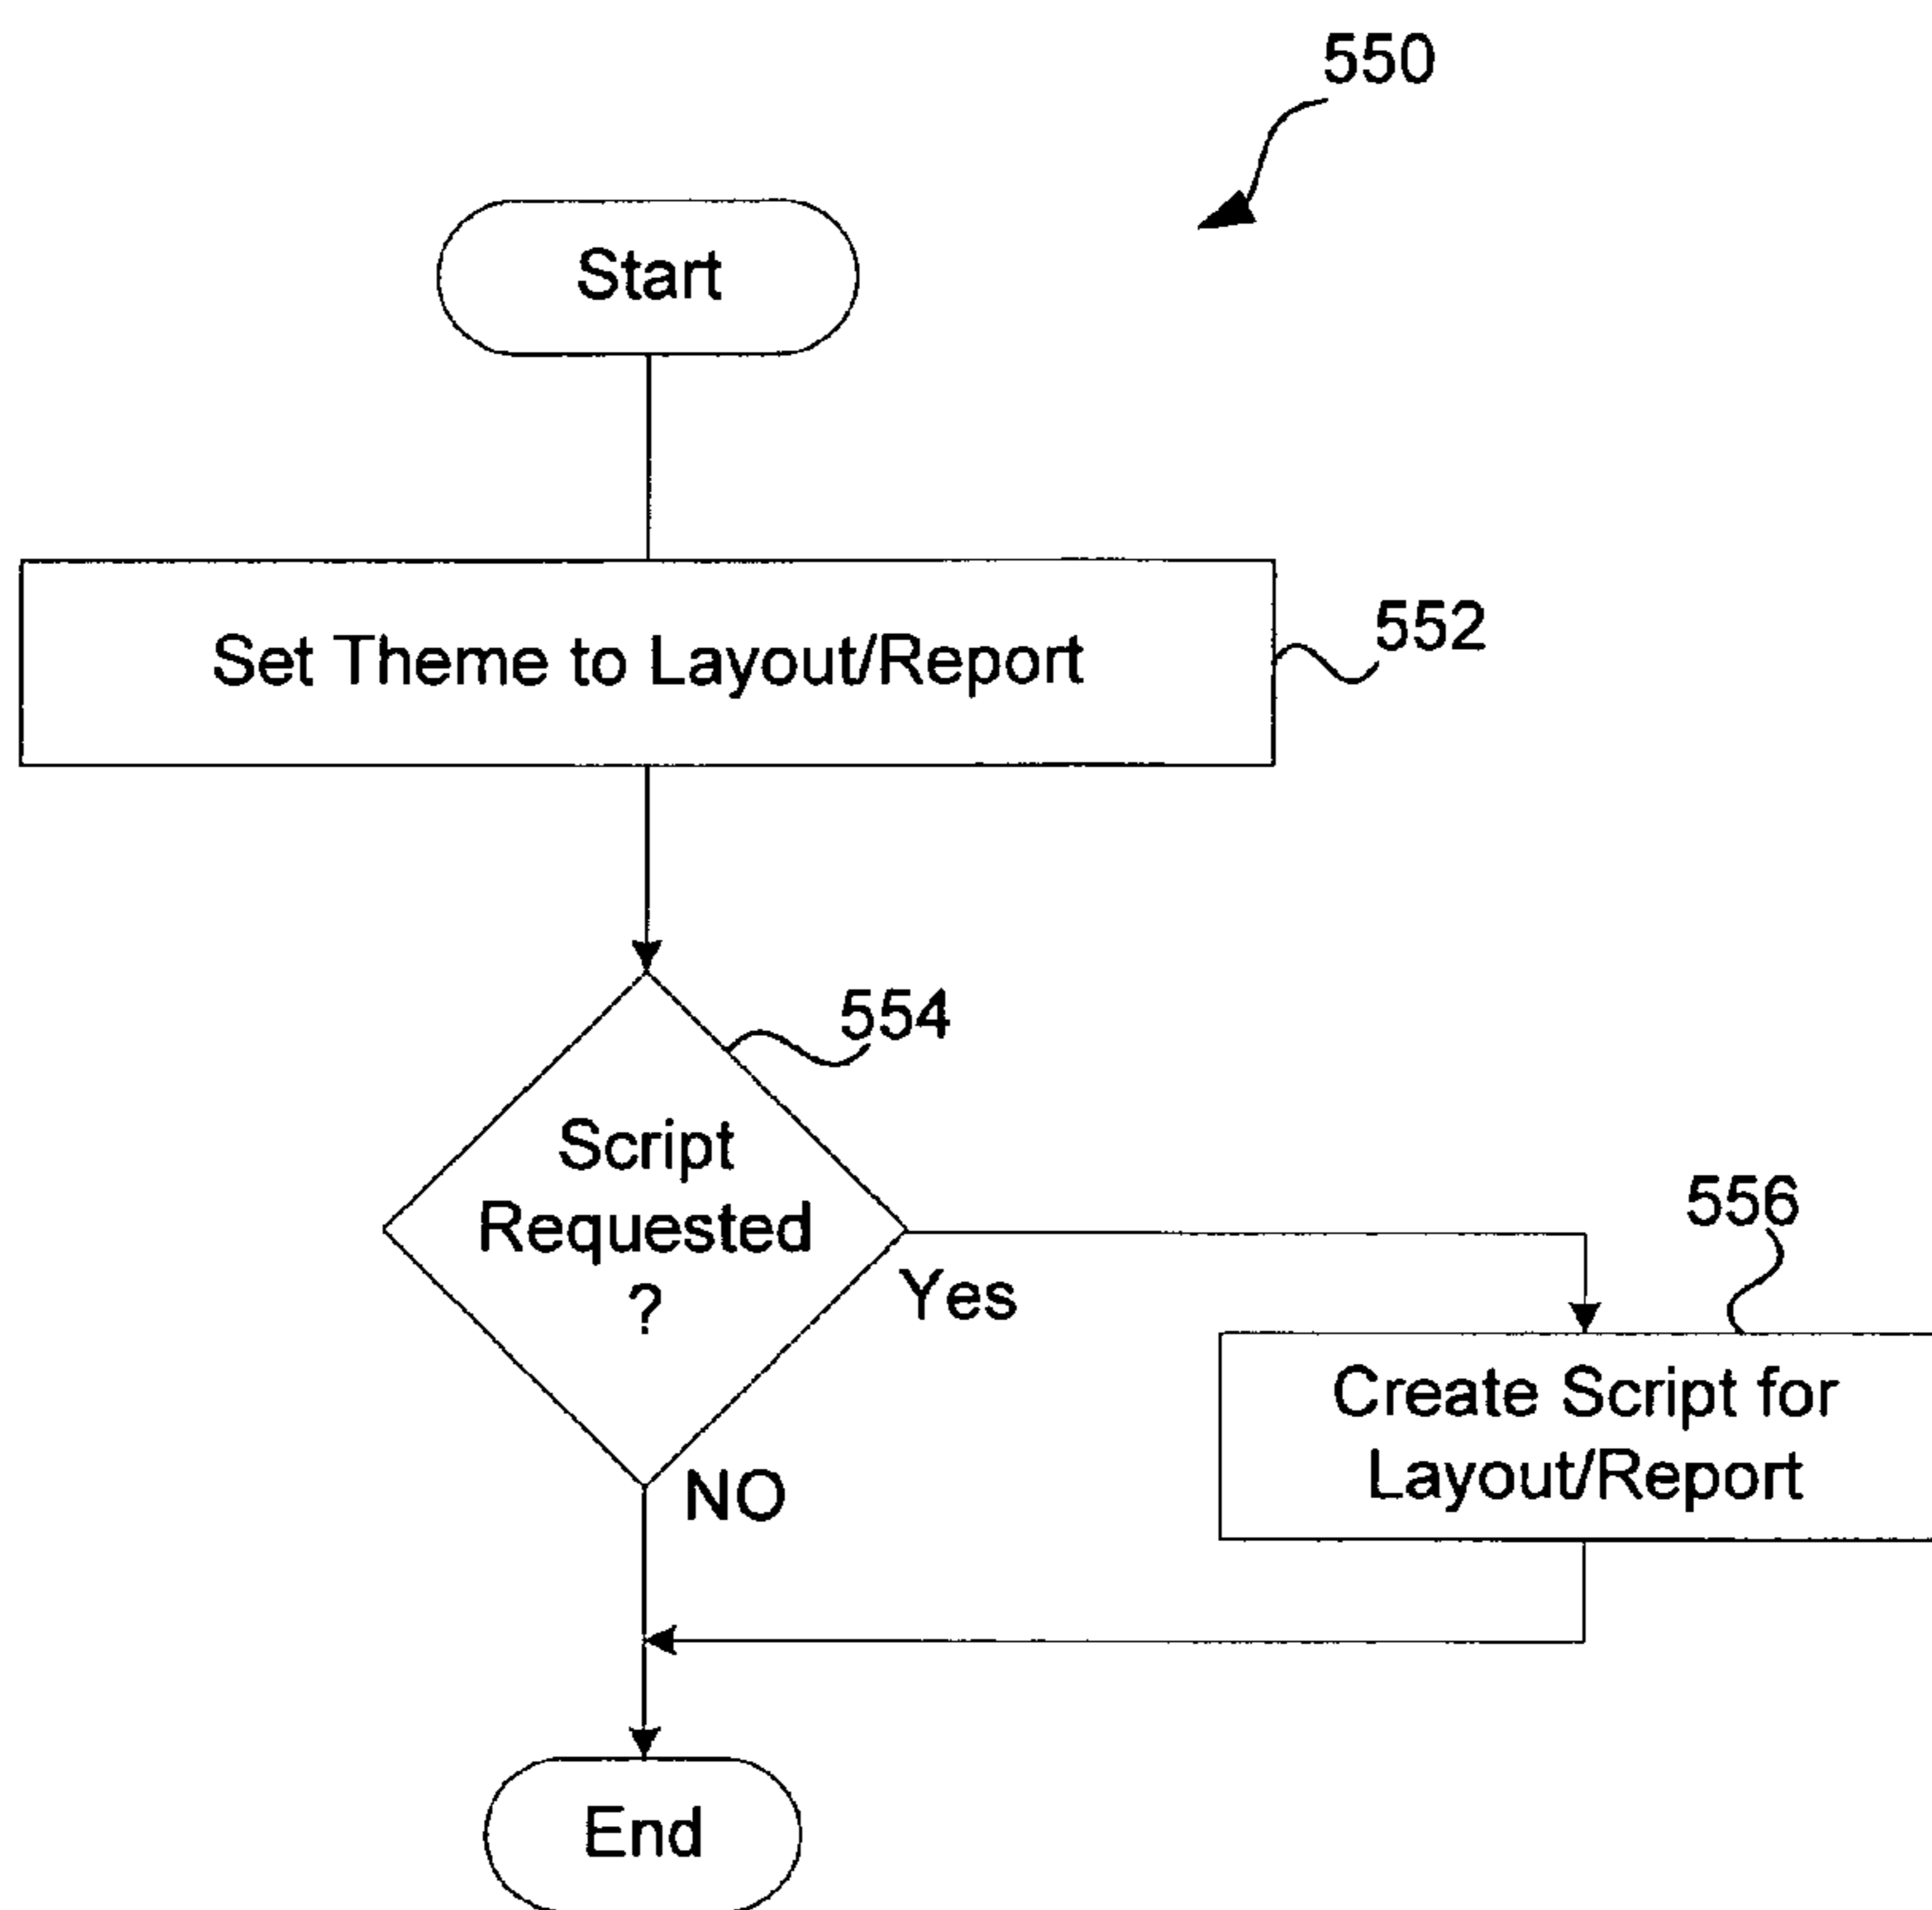 550
Start
Set Theme to Layout/Report
552
554
Script
Requested
?
Yes
556
Create Script for
Layout/Report
NO
End